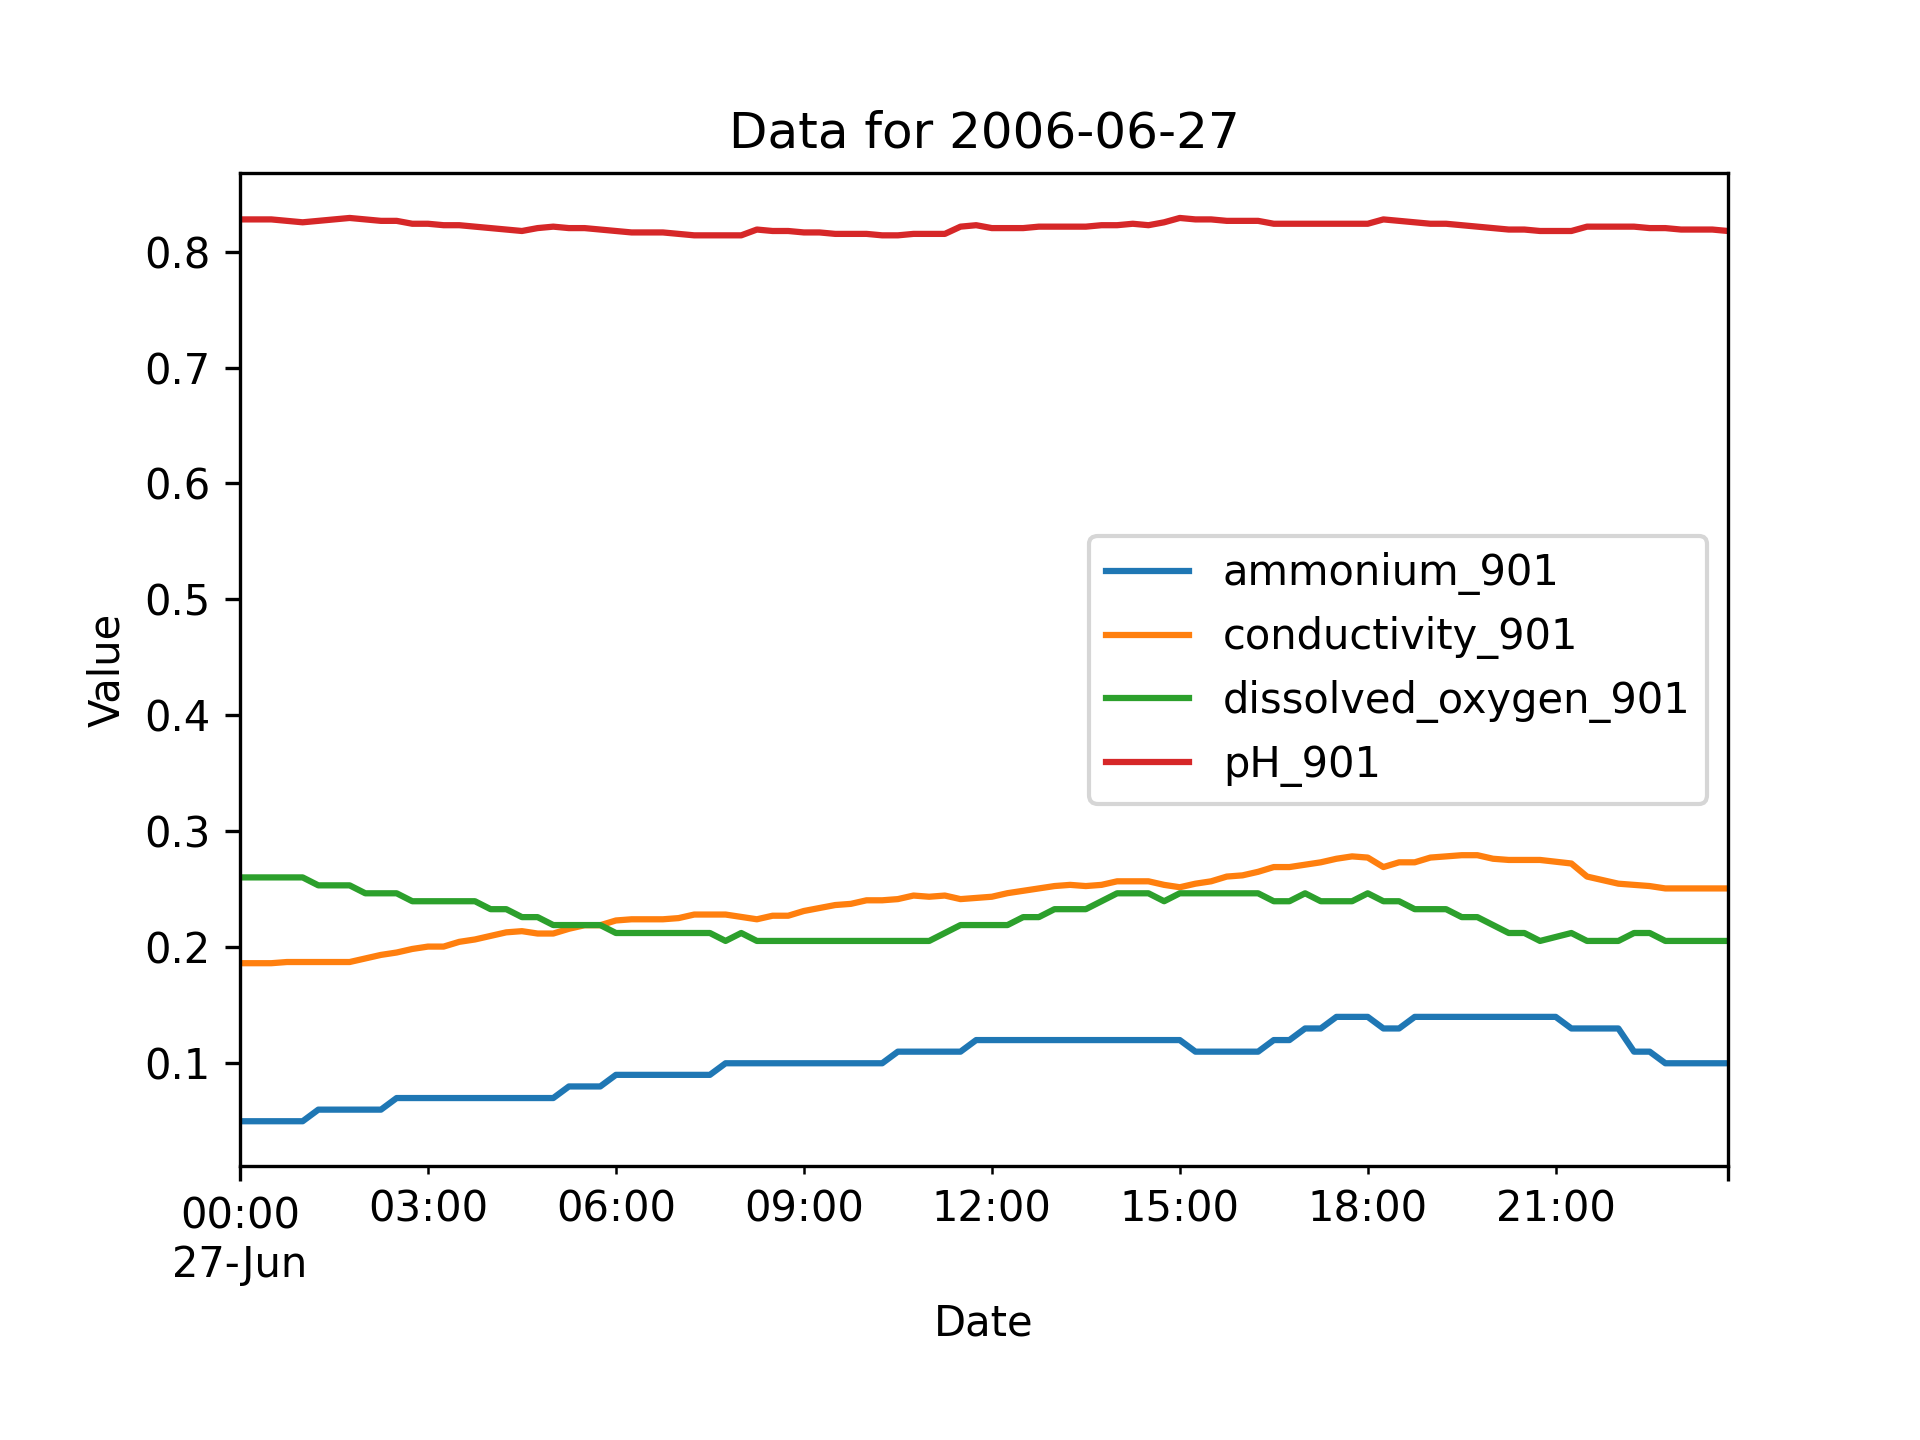 Data for 2006-06-27
Value
0.8
0.7
0.6
0.5
0.4
0.3
0.2
0.1
ammonium_901
conductivity_901
dissolved_oxygen_901
pH_901
00:00 03:00 06:00 09:00 12:00 15:00 18:00 21:00
27-Jun
Date